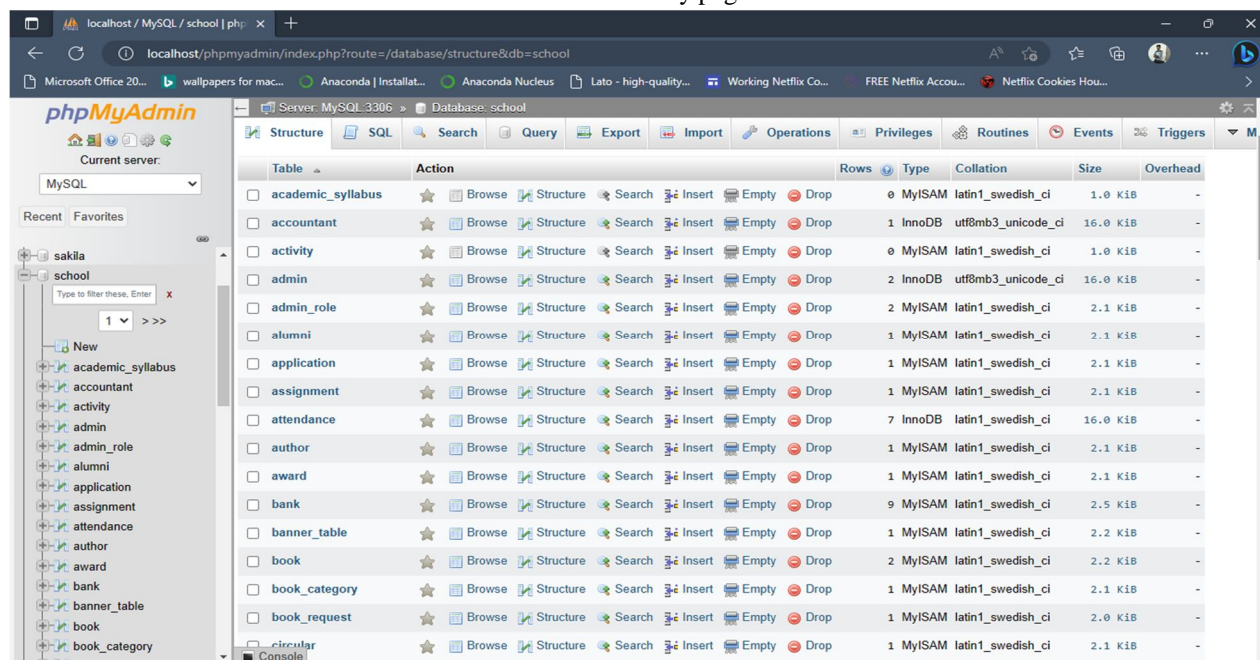 localhost / MySQL / school | php
localhost/phpmyadmin/index.php?route=/database/structure&db=school
Microsoft Office 20... wallpapers for mac... Anaconda | Installat... Anaconda Nucleus Lato - high-quality... Working Netflix Co... FREE Netflix Accou... Netflix Cookies Hou...
phpMyAdmin
Current server:
MySQL
Recent Favorites
sakila
school
Type to filter these, Enter X
1 > >>
New
academic_syllabus
accountant
activity
admin
admin_role
alumni
application
assignment
attendance
author
award
bank
banner_table
book
book_category
Server: MySQL:3306 » Database: school
Structure SQL Search Query Export Import Operations Privileges Routines Events Triggers M
Table Action Rows Type Collation Size Overhead
academic_syllabus Browse Structure Search Insert Empty Drop 0 MyISAM latin1_swedish_ci 1.0 KiB -
accountant Browse Structure Search Insert Empty Drop 1 InnoDB utf8mb3_unicode_ci 16.0 KiB -
activity Browse Structure Search Insert Empty Drop 0 MyISAM latin1_swedish_ci 1.0 KiB -
admin Browse Structure Search Insert Empty Drop 2 InnoDB utf8mb3_unicode_ci 16.0 KiB -
admin_role Browse Structure Search Insert Empty Drop 2 MyISAM latin1_swedish_ci 2.1 KiB -
alumni Browse Structure Search Insert Empty Drop 1 MyISAM latin1_swedish_ci 2.1 KiB -
application Browse Structure Search Insert Empty Drop 1 MyISAM latin1_swedish_ci 2.1 KiB -
assignment Browse Structure Search Insert Empty Drop 1 MyISAM latin1_swedish_ci 2.1 KiB -
attendance Browse Structure Search Insert Empty Drop 7 InnoDB latin1_swedish_ci 16.0 KiB -
author Browse Structure Search Insert Empty Drop 1 MyISAM latin1_swedish_ci 2.1 KiB -
award Browse Structure Search Insert Empty Drop 1 MyISAM latin1_swedish_ci 2.1 KiB -
bank Browse Structure Search Insert Empty Drop 9 MyISAM latin1_swedish_ci 2.5 KiB -
banner_table Browse Structure Search Insert Empty Drop 1 MyISAM latin1_swedish_ci 2.2 KiB -
book Browse Structure Search Insert Empty Drop 2 MyISAM latin1_swedish_ci 2.2 KiB -
book_category Browse Structure Search Insert Empty Drop 1 MyISAM latin1_swedish_ci 2.1 KiB -
book_request Browse Structure Search Insert Empty Drop 1 MyISAM latin1_swedish_ci 2.0 KiB -
circular Browse Structure Search Insert Empty Drop 1 MyISAM latin1_swedish_ci 2.1 KiB -
Console